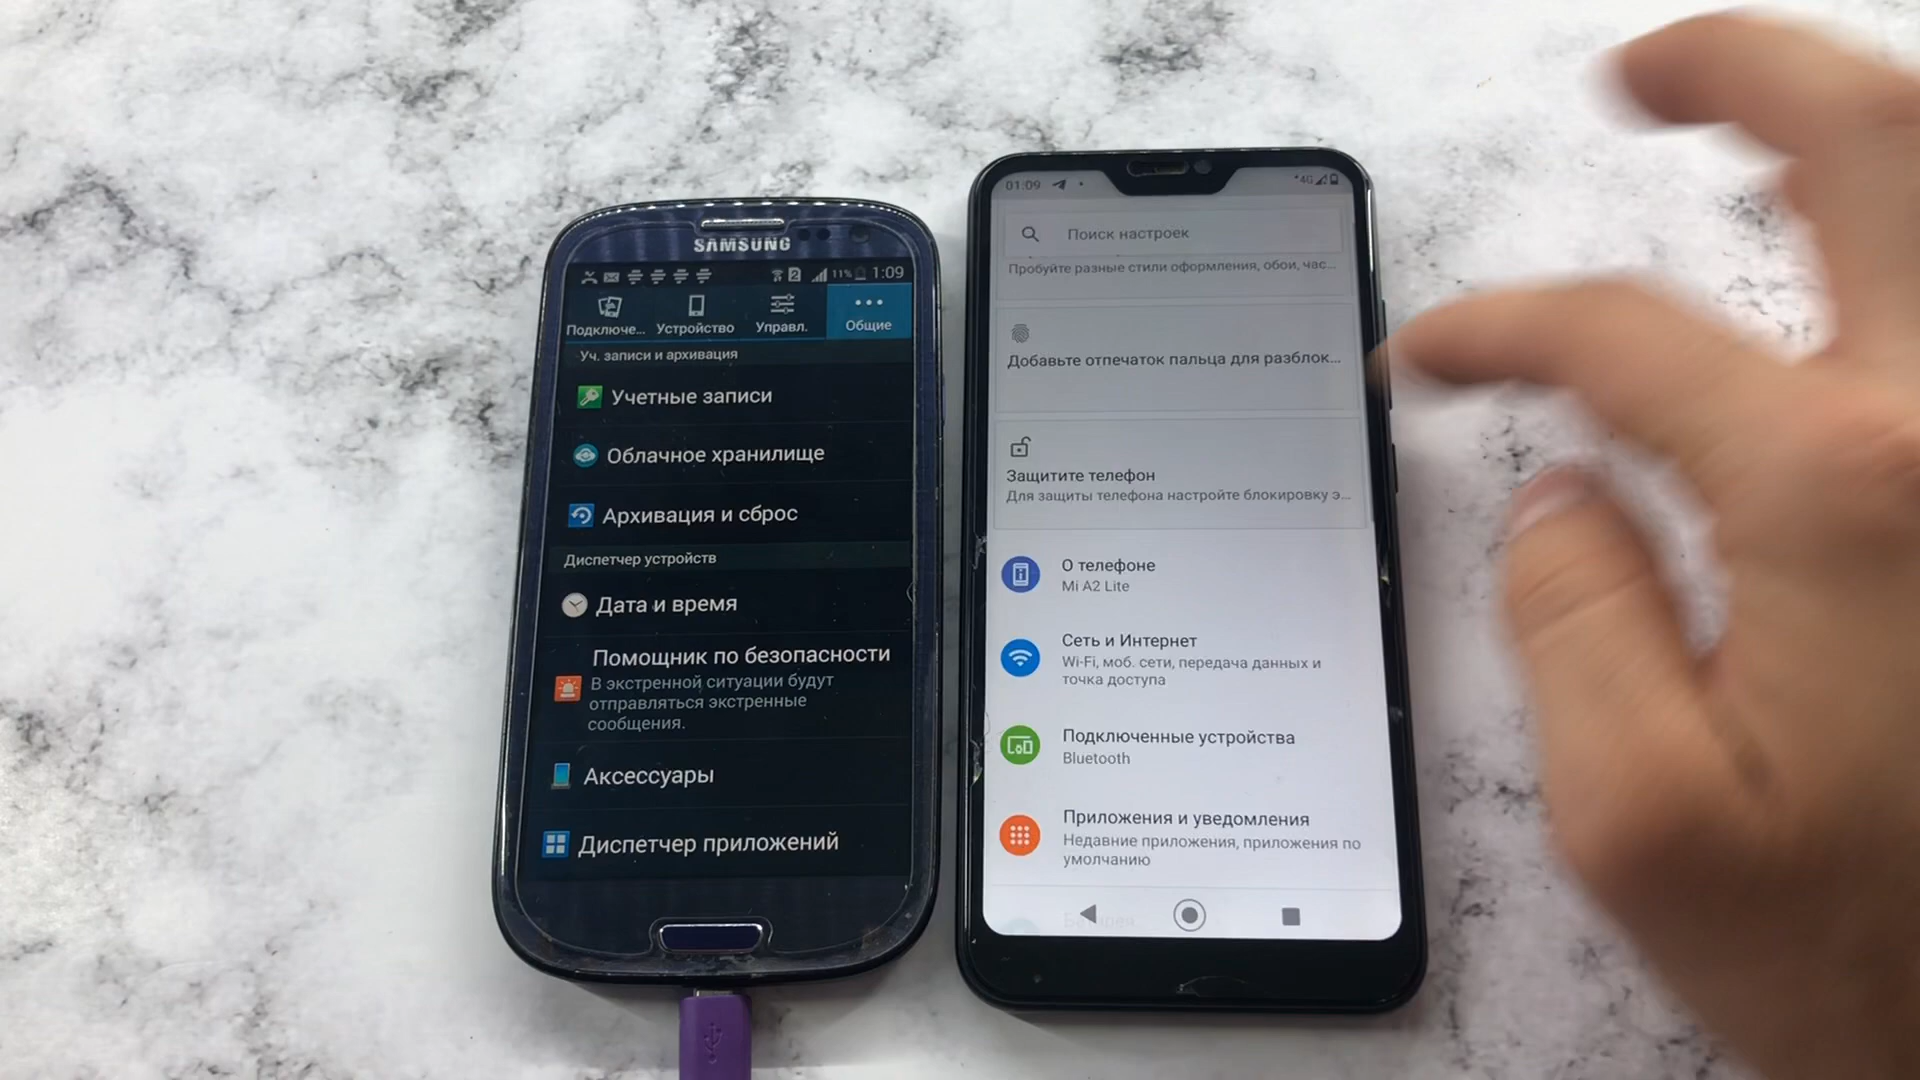 SAMSUNG
2 11% 1:09
Подключе...
Устройство
Управл.
Общие
Уч. записи и архивация
Учетные записи
Облачное хранилище
Архивация и сброс
Диспетчер устройств
Дата и время
Помощник по безопасности
В экстренной ситуации будут
отправляться экстренные
сообщения.
Аксессуары
Диспетчер приложений
01:09
4G
Поиск настроек
Пробуйте разные стили оформления, обои, час...
Добавьте отпечаток пальца для разблок...
Защитите телефон
Для защиты телефона настройте блокировку э...
О телефоне
Mi A2 Lite
Сеть и Интернет
Wi-Fi, моб. сети, передача данных и
точка доступа
Подключенные устройства
Bluetooth
Приложения и уведомления
Недавние приложения, приложения по
умолчанию